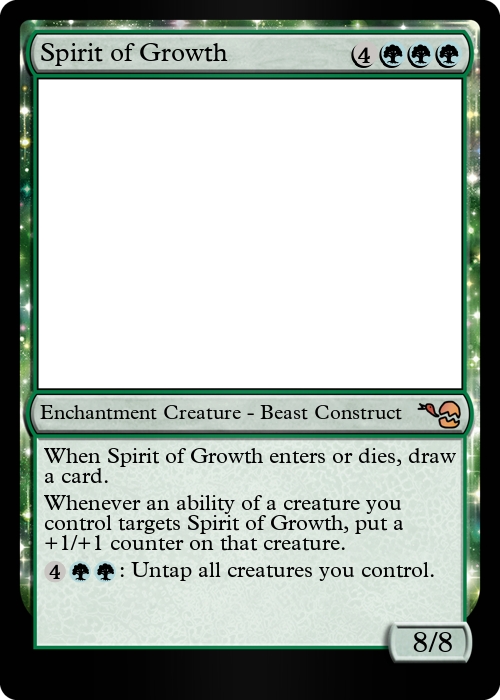 Spirit of Growth 4
Enchantment Creature - Beast Construct
When Spirit of Growth enters or dies, draw
a card.
Whenever an ability of a creature you
control targets Spirit of Growth, put a
+1/+1 counter on that creature.
4 : Untap all creatures you control.
8/8